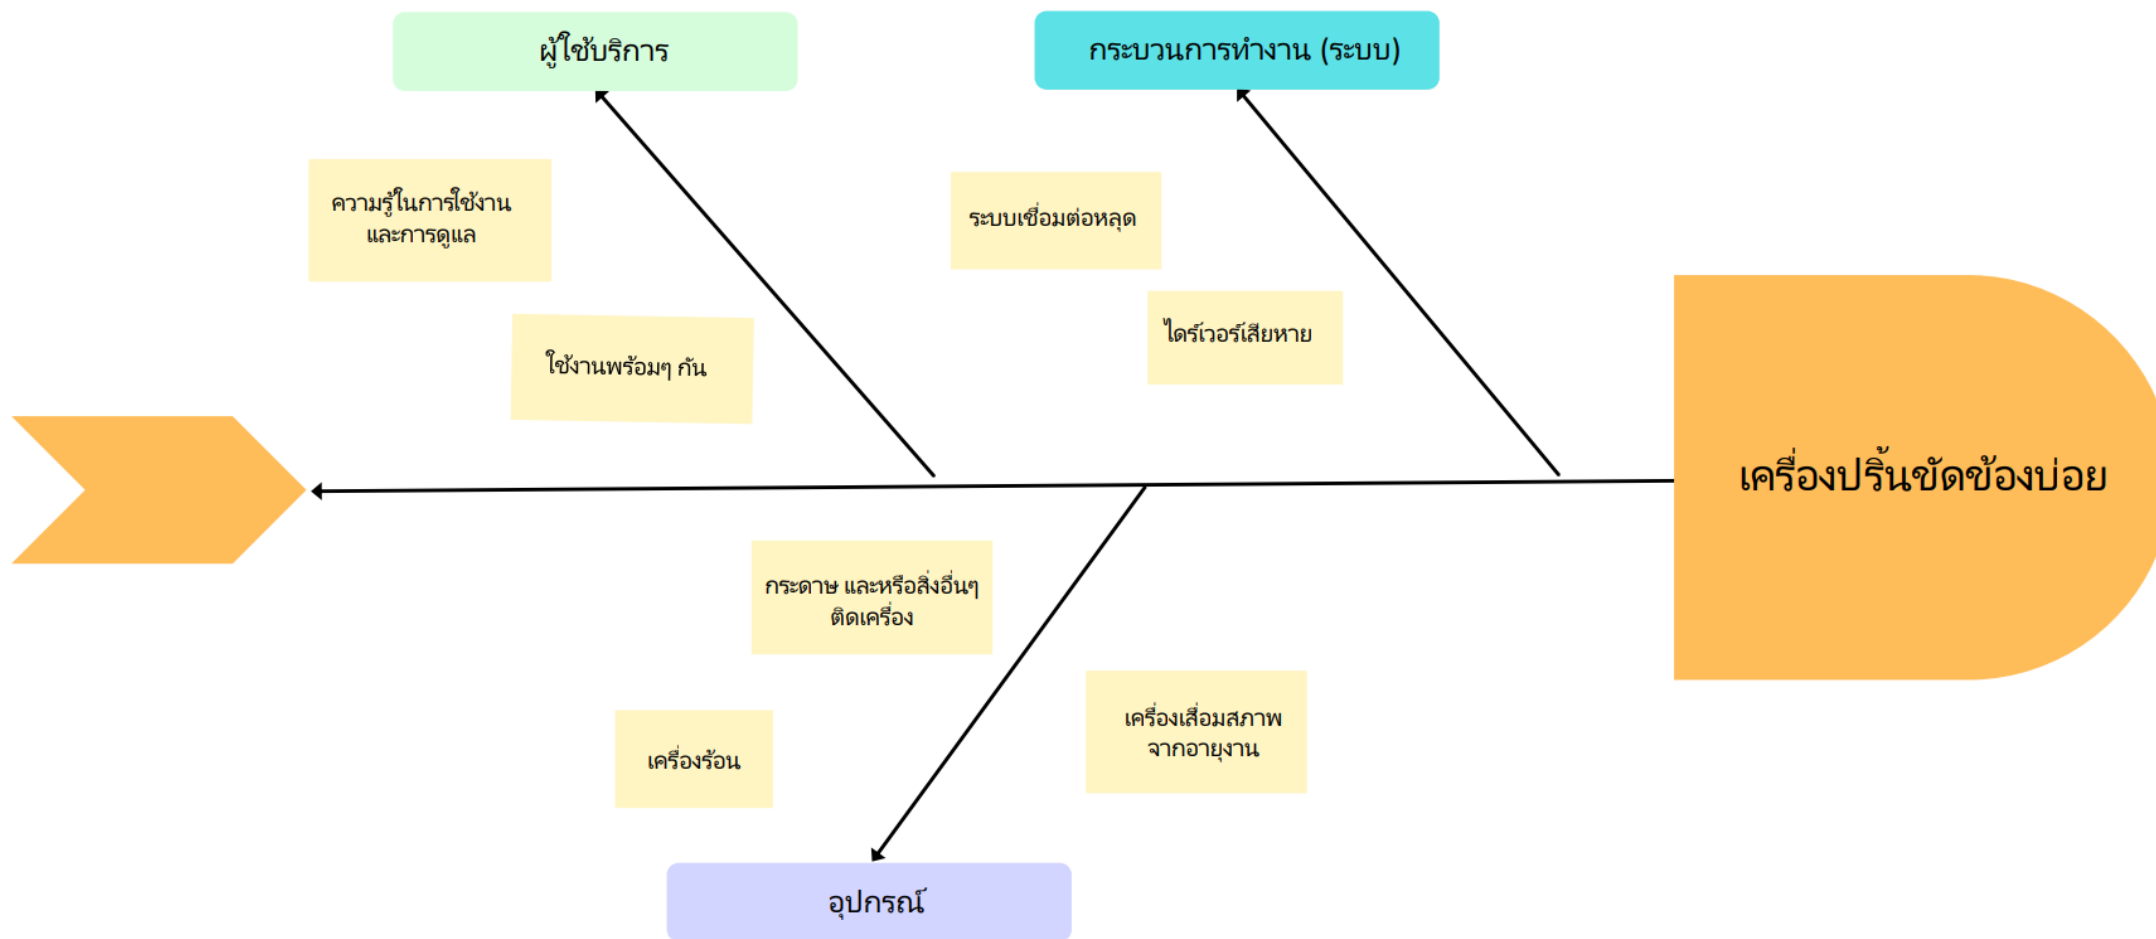 ผู้ใช้บริการ
กระบวนการทำงาน (ระบบ)
ความรู้ในการใช้งาน
และการดูแล
ระบบเชื่อมต่อหลุด
ไดร์เวอร์เสียหาย
ใช้งานพร้อมๆ กัน
เครื่องปริ้นขัดข้องบ่อย
กระดาษ และหรือสิ่งอื่นๆ
ติดเครื่อง
เครื่องเสื่อมสภาพ
จากอายุงาน
เครื่องร้อน
อุปกรณ์